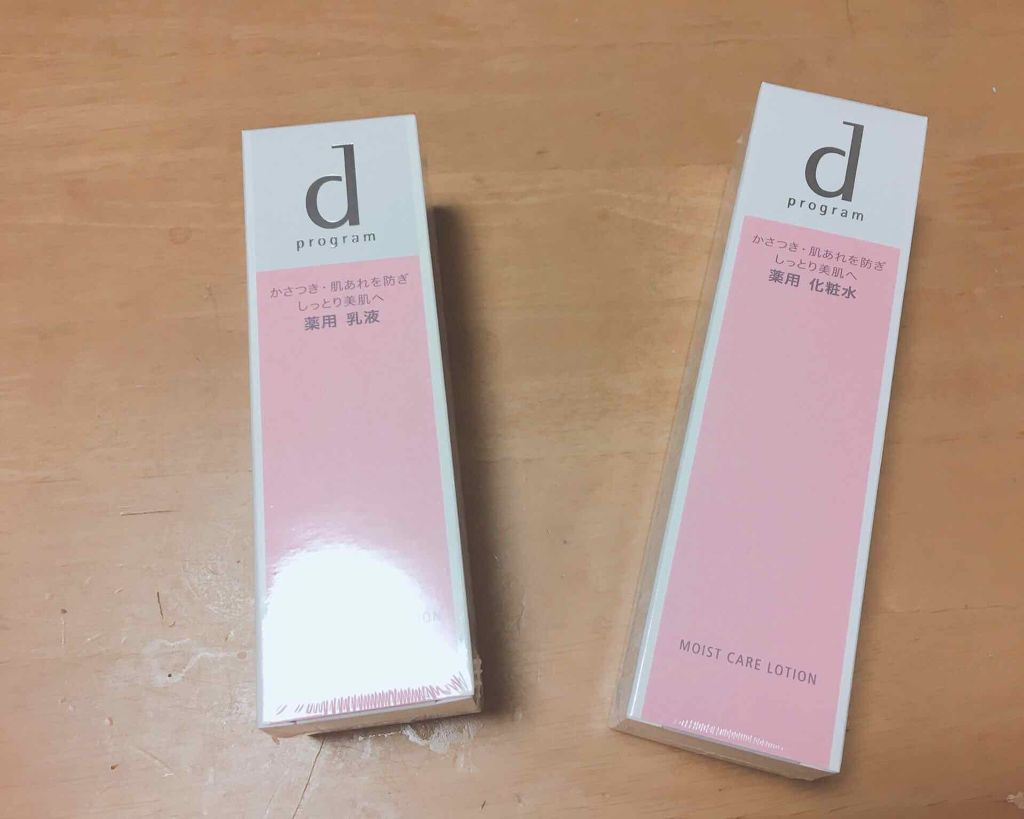 d
program
かさつき・肌あれを防ぎ
しっとり美肌へ
薬用 乳液
d
program
かさつき・肌あれを防ぎ
しっとり美肌へ
薬用 化粧水
MOIST CARE LOTION